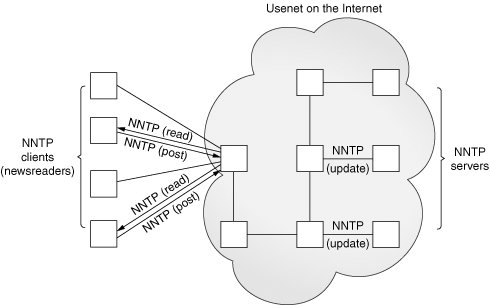 Usenet on the Internet
NNTP
clients
(newsreaders)
NNTP (read)
NNTP (post)
NNTP (read)
NNTP (post)
NNTP
(update)
NNTP
(update)
NNTP
servers